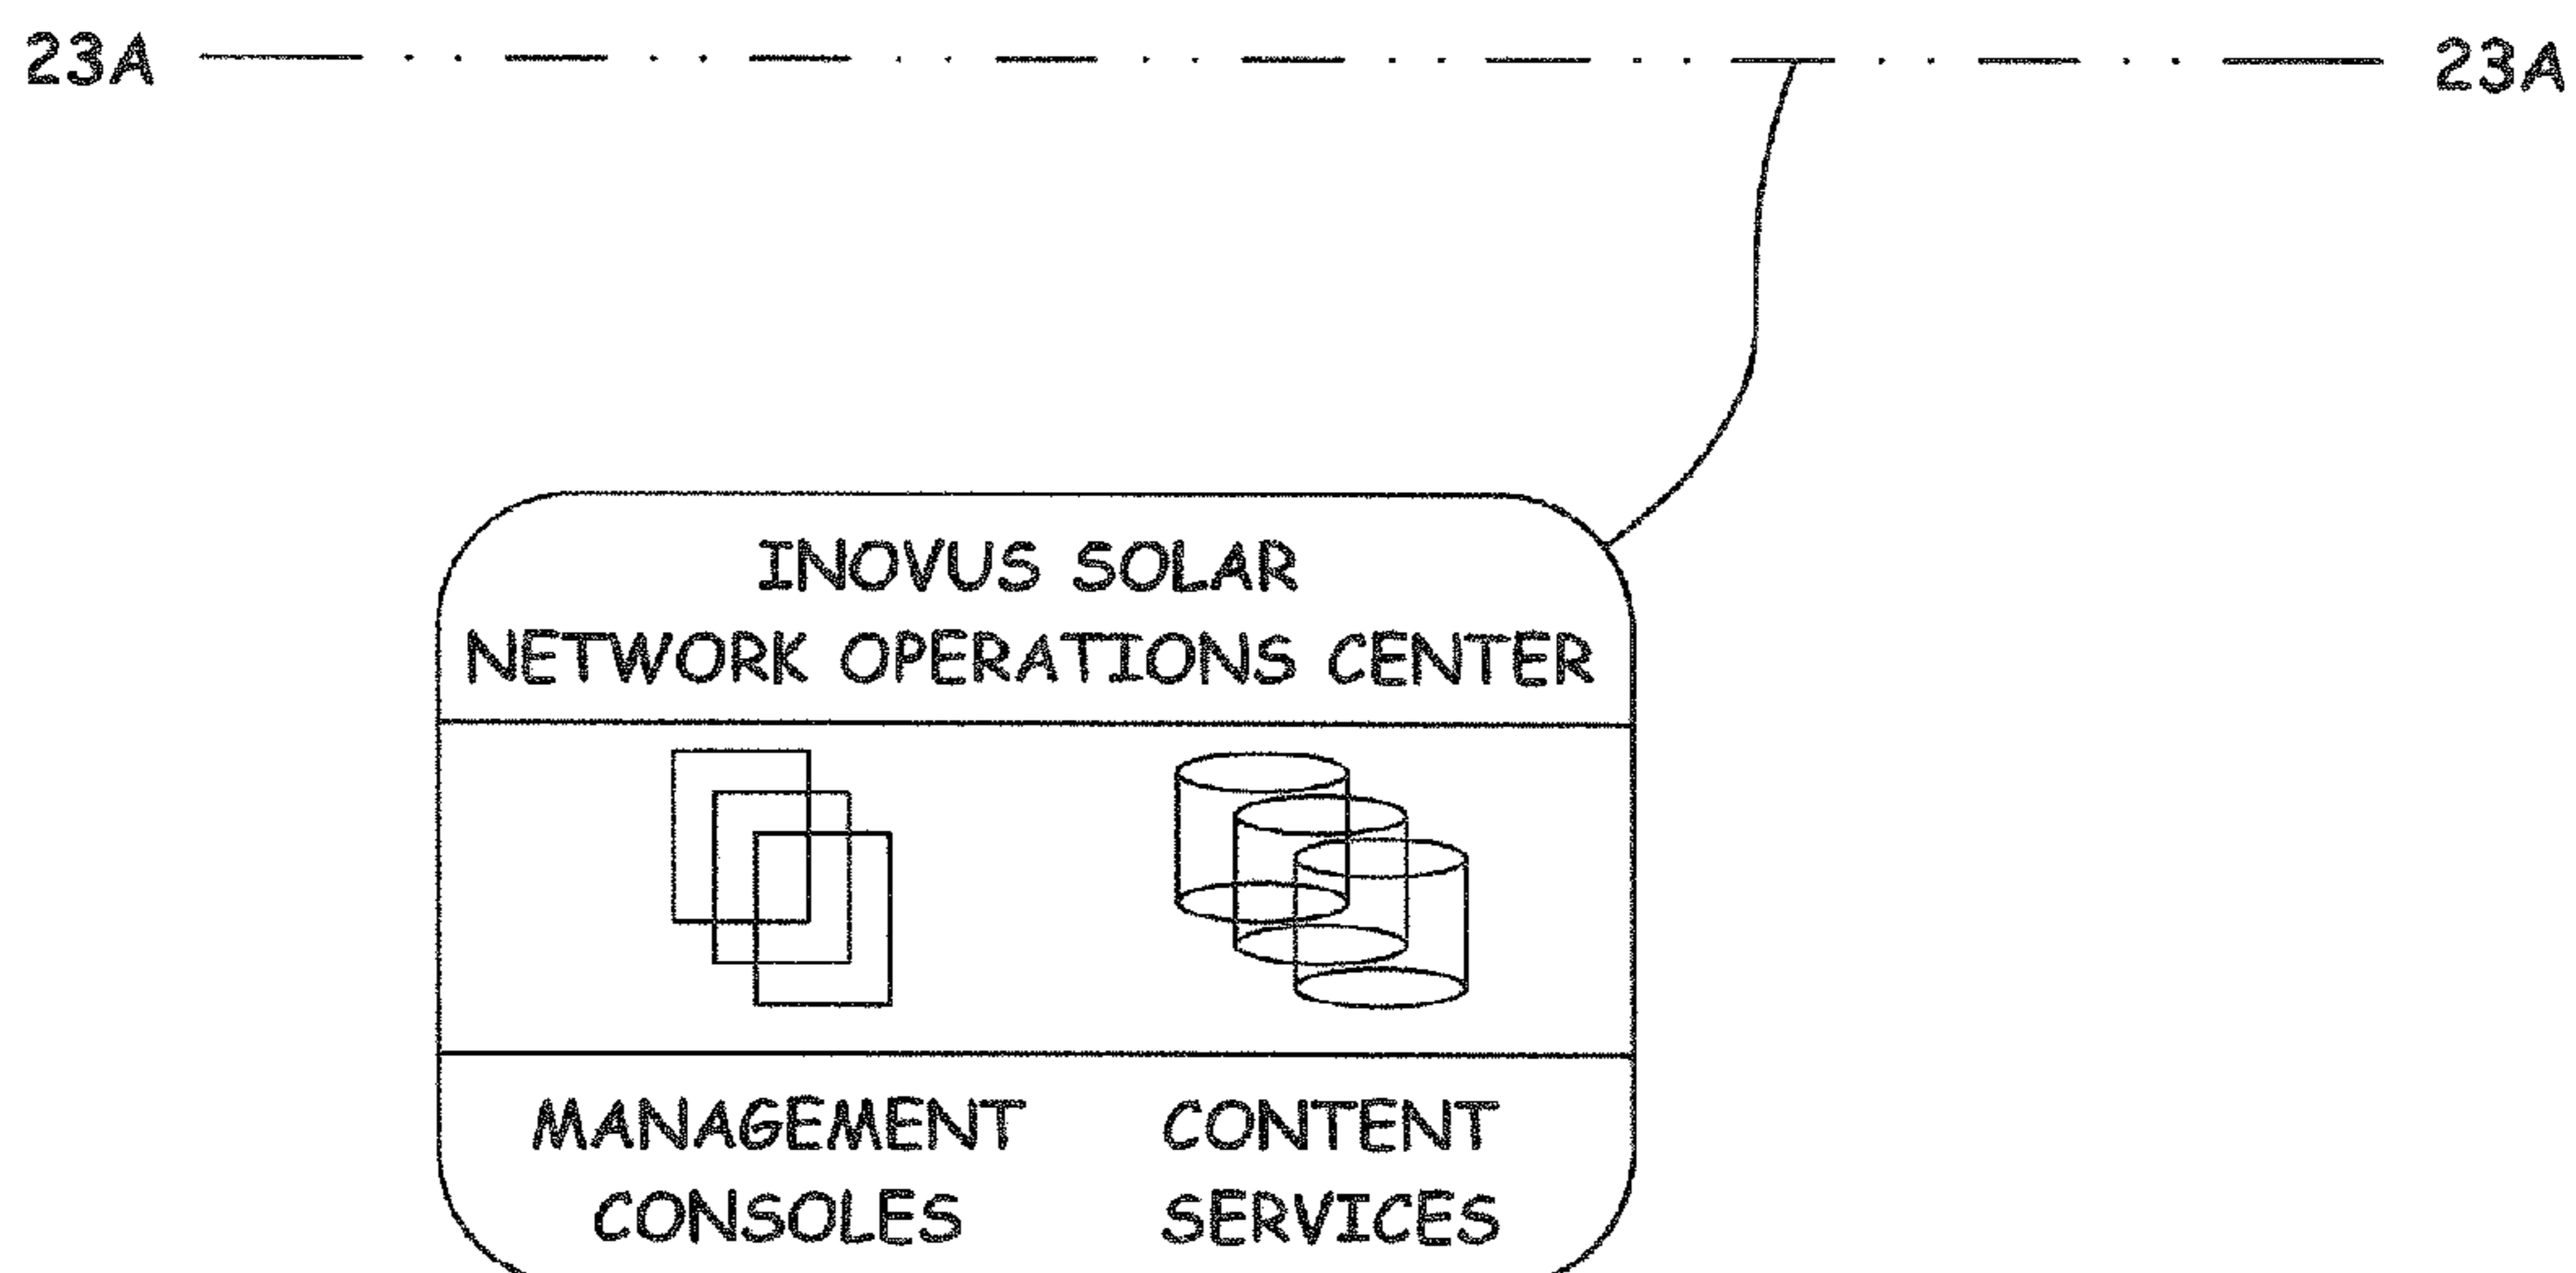 23A 23A
INOVUS SOLAR
NETWORK OPERATIONS CENTER
MANAGEMENT CONTENT
CONSOLES SERVICES